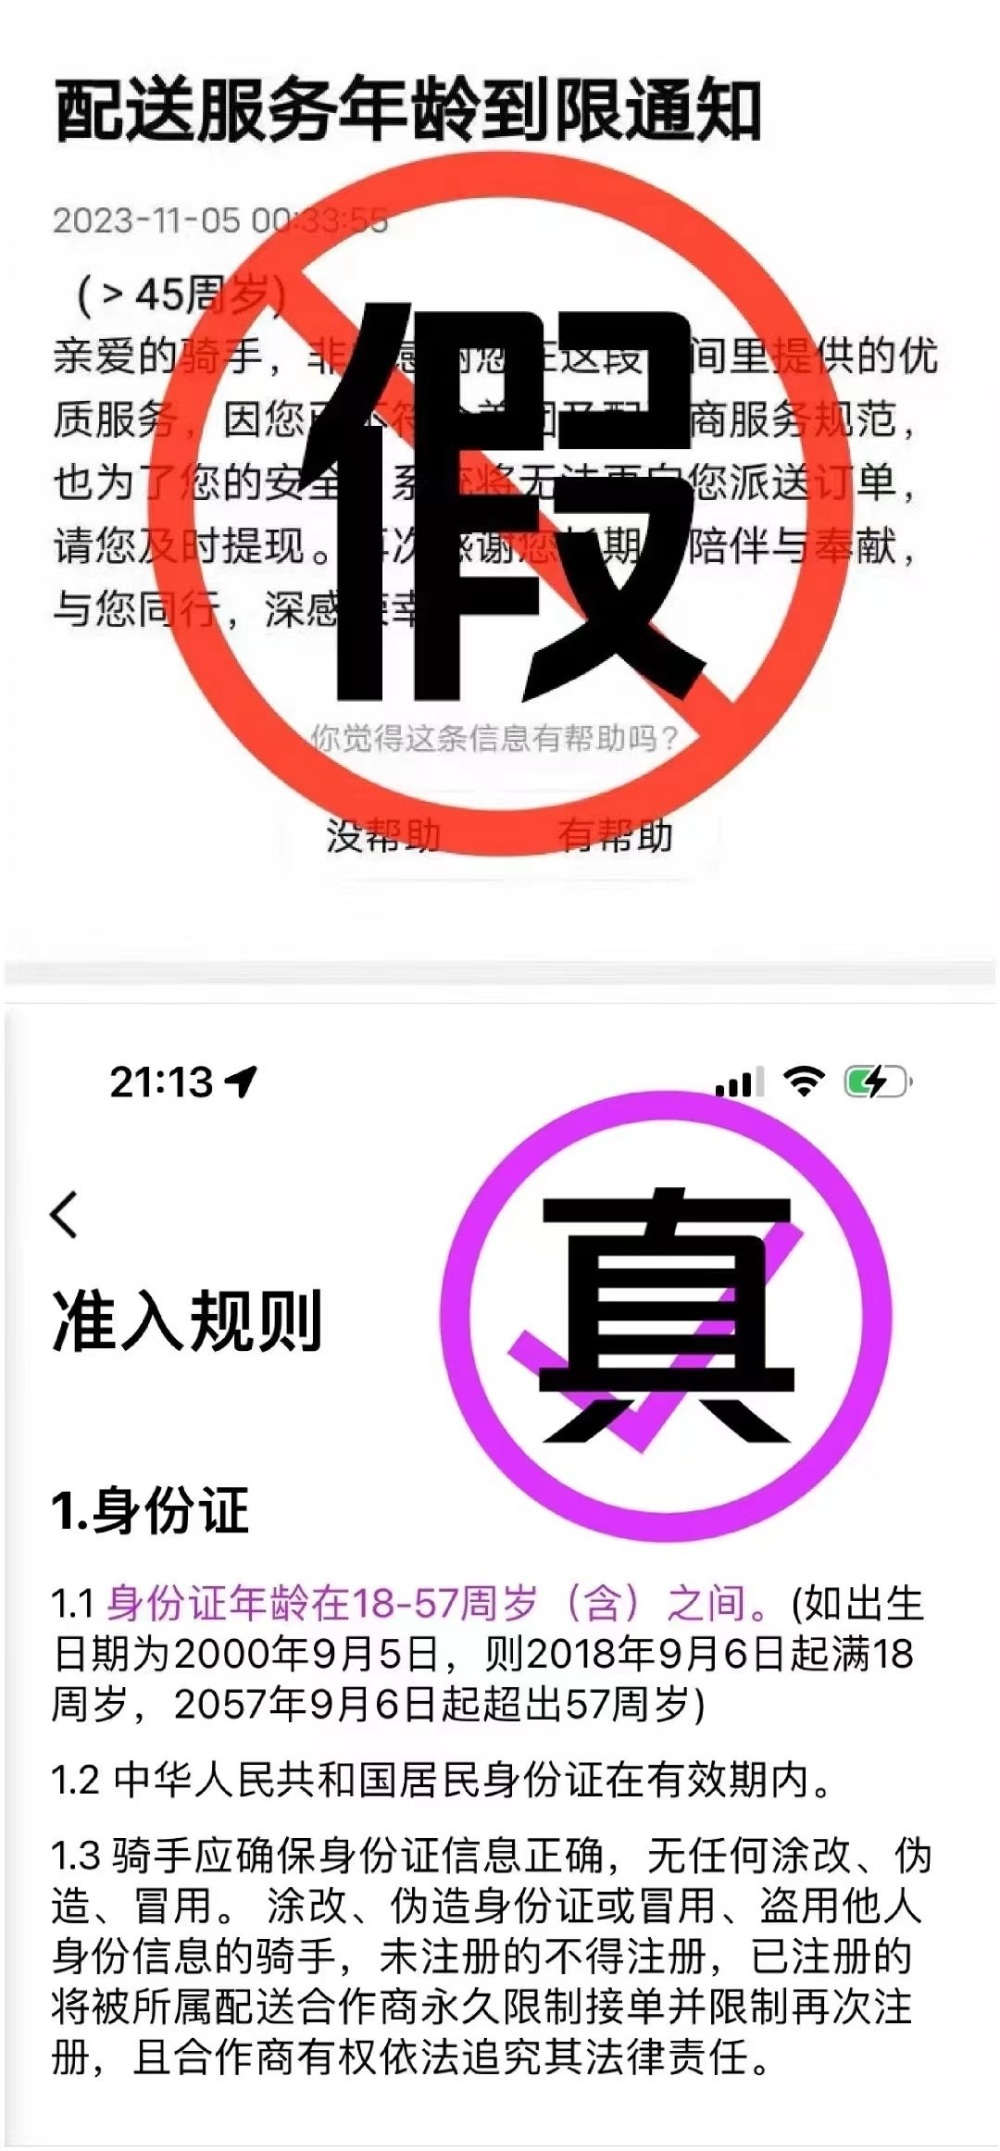 配送服务年龄到限通知
2023-11-05 00:33:55
(＞45周岁)
亲爱的骑手，非 感谢您在这段 间里提供的优
质服务，因您已不符 美团及配 商服务规范，
也为了您的安全 系统将无法再向您派送订单，
请您及时提现。再次感谢您长期 陪伴与奉献，
与您同行，深感荣幸
假
你觉得这条信息有帮助吗？
没帮助 有帮助
21:13
真
准入规则
1.身份证
1.1 身份证年龄在18-57周岁（含）之间。(如出生
日期为2000年9月5日，则2018年9月6日起满18
周岁，2057年9月6日起超出57周岁)
1.2 中华人民共和国居民身份证在有效期内。
1.3 骑手应确保身份证信息正确，无任何涂改、伪
造、冒用。 涂改、伪造身份证或冒用、盗用他人
身份信息的骑手，未注册的不得注册，已注册的
将被所属配送合作商永久限制接单并限制再次注
册，且合作商有权依法追究其法律责任。